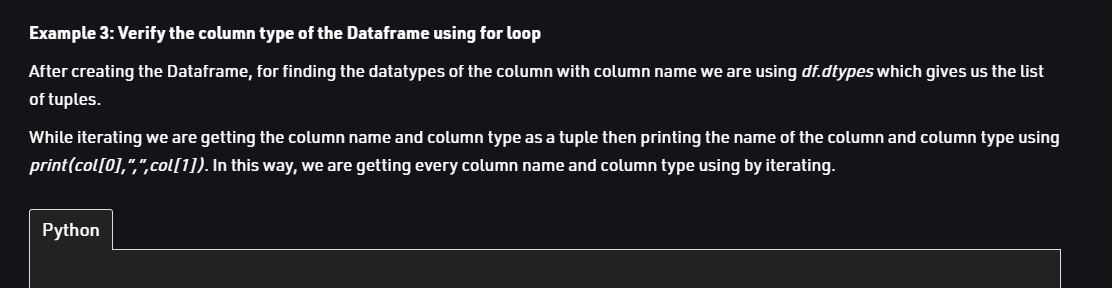 Example 3: Verify the column type of the Dataframe using for loop
After creating the Dataframe, for finding the datatypes of the column with column name we are using df.dtypes which gives us the list
of tuples.
While iterating we are getting the column name and column type as a tuple then printing the name of the column and column type using
print(col[0],”,”,col[1]). In this way, we are getting every column name and column type using by iterating.
Python